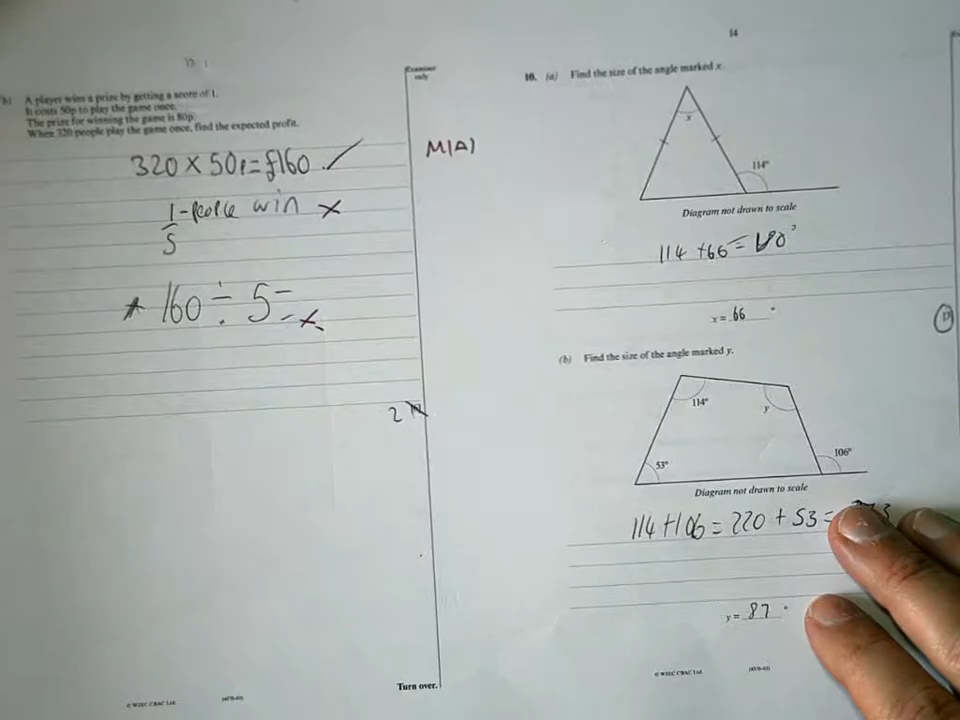 Examiner
only
A player wins a prize by getting a score of 1.
It costs 50p to play the game once.
The prize for winning the game is 80p.
When 320 people play the game once, find the expected profit.
320 × 50p = £160
1 - people win ×
5
160 ÷ 5 =
2
Turn over.
© WJEC CBAC Ltd.
M1A1
14
10. (a) Find the size of the angle marked x.
x
114°
Diagram not drawn to scale
114 + 66 = 180°
x = 66 °
(b) Find the size of the angle marked y.
114°
y
53°
106°
Diagram not drawn to scale
114 + 106 = 220 + 53 =
y = 87 °
© WJEC CBAC Ltd.